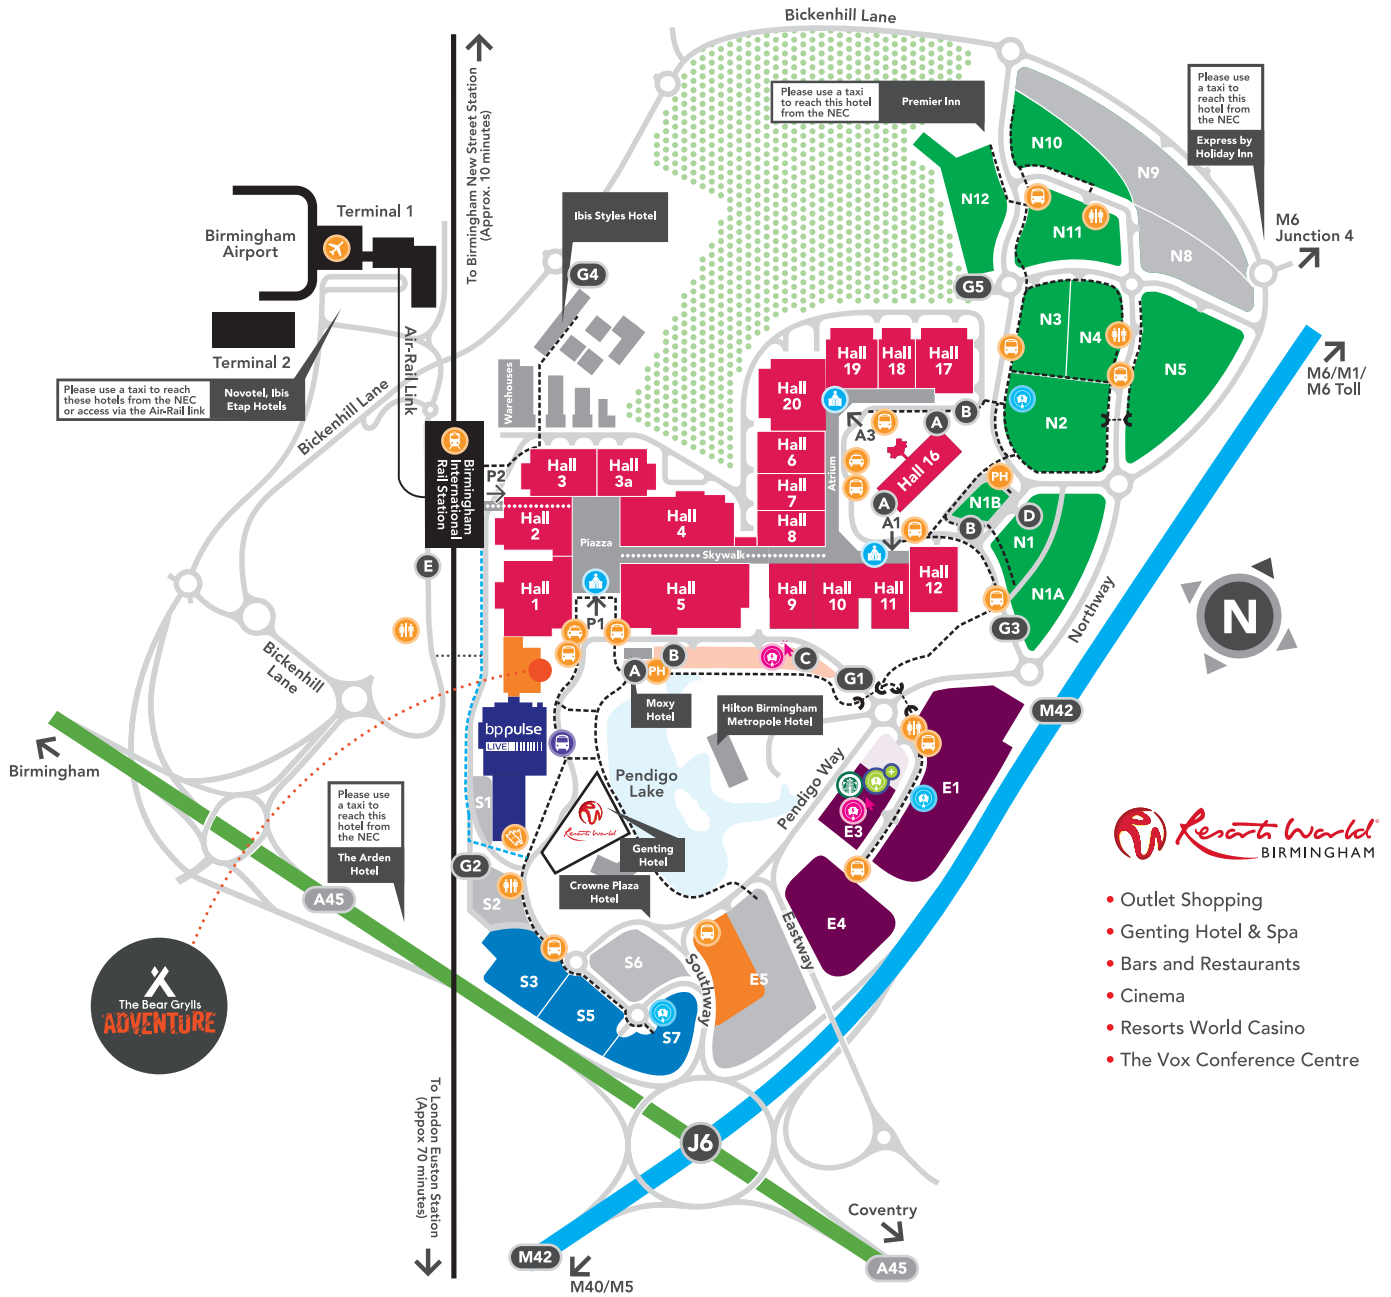 Bickenhill Lane
To Birmingham New Street Station
(Approx. 10 minutes)
Please use a taxi
to reach this hotel
from the NEC
Premier Inn
Please use
a taxi to
reach this
hotel from
the NEC
Express by
Holiday Inn
N10
N9
N12
N11
N8
M6
Junction 4
Terminal 1
Birmingham
Airport
Ibis Styles Hotel
G4
G5
Terminal 2
Air-Rail Link
Please use a taxi to reach
these hotels from the NEC
or access via the Air-Rail link
Novotel, Ibis
Etap Hotels
Bickenhill Lane
Warehouses
N3
N4
N5
N2
M6/M1/
M6 Toll
Hall
19
Hall
18
Hall
17
Hall
20
A3
A
B
Hall
6
Hall
7
Hall
8
Atrium
Hall 16
A
A1
PH
N1B
B
D
N1
N1A
Birmingham
International
Rail Station
P2
Hall
3
Hall
3a
Hall
2
Piazza
Hall
4
Skywalk
Hall
1
P1
Hall
5
Hall
9
Hall
10
Hall
11
Hall
12
G3
Northway
N
E
Bickenhill
Lane
A
PH
B
C
G1
Moxy
Hotel
Hilton Birmingham
Metropole Hotel
M42
bp pulse
LIVE
Pendigo
Lake
Pendigo Way
E1
E3
Birmingham
Please use
a taxi to
reach this
hotel from
the NEC
The Arden
Hotel
S1
G2
Resorts World
Genting
Hotel
Crowne Plaza
Hotel
Resorts World
BIRMINGHAM
• Outlet Shopping
• Genting Hotel & Spa
• Bars and Restaurants
• Cinema
• Resorts World Casino
• The Vox Conference Centre
A45
S2
E4
Eastway
S6
S3
S5
S7
Southway
E5
The Bear Grylls
ADVENTURE
To London Euston Station
(Appox 70 minutes)
J6
Coventry
M42
M40/M5
A45